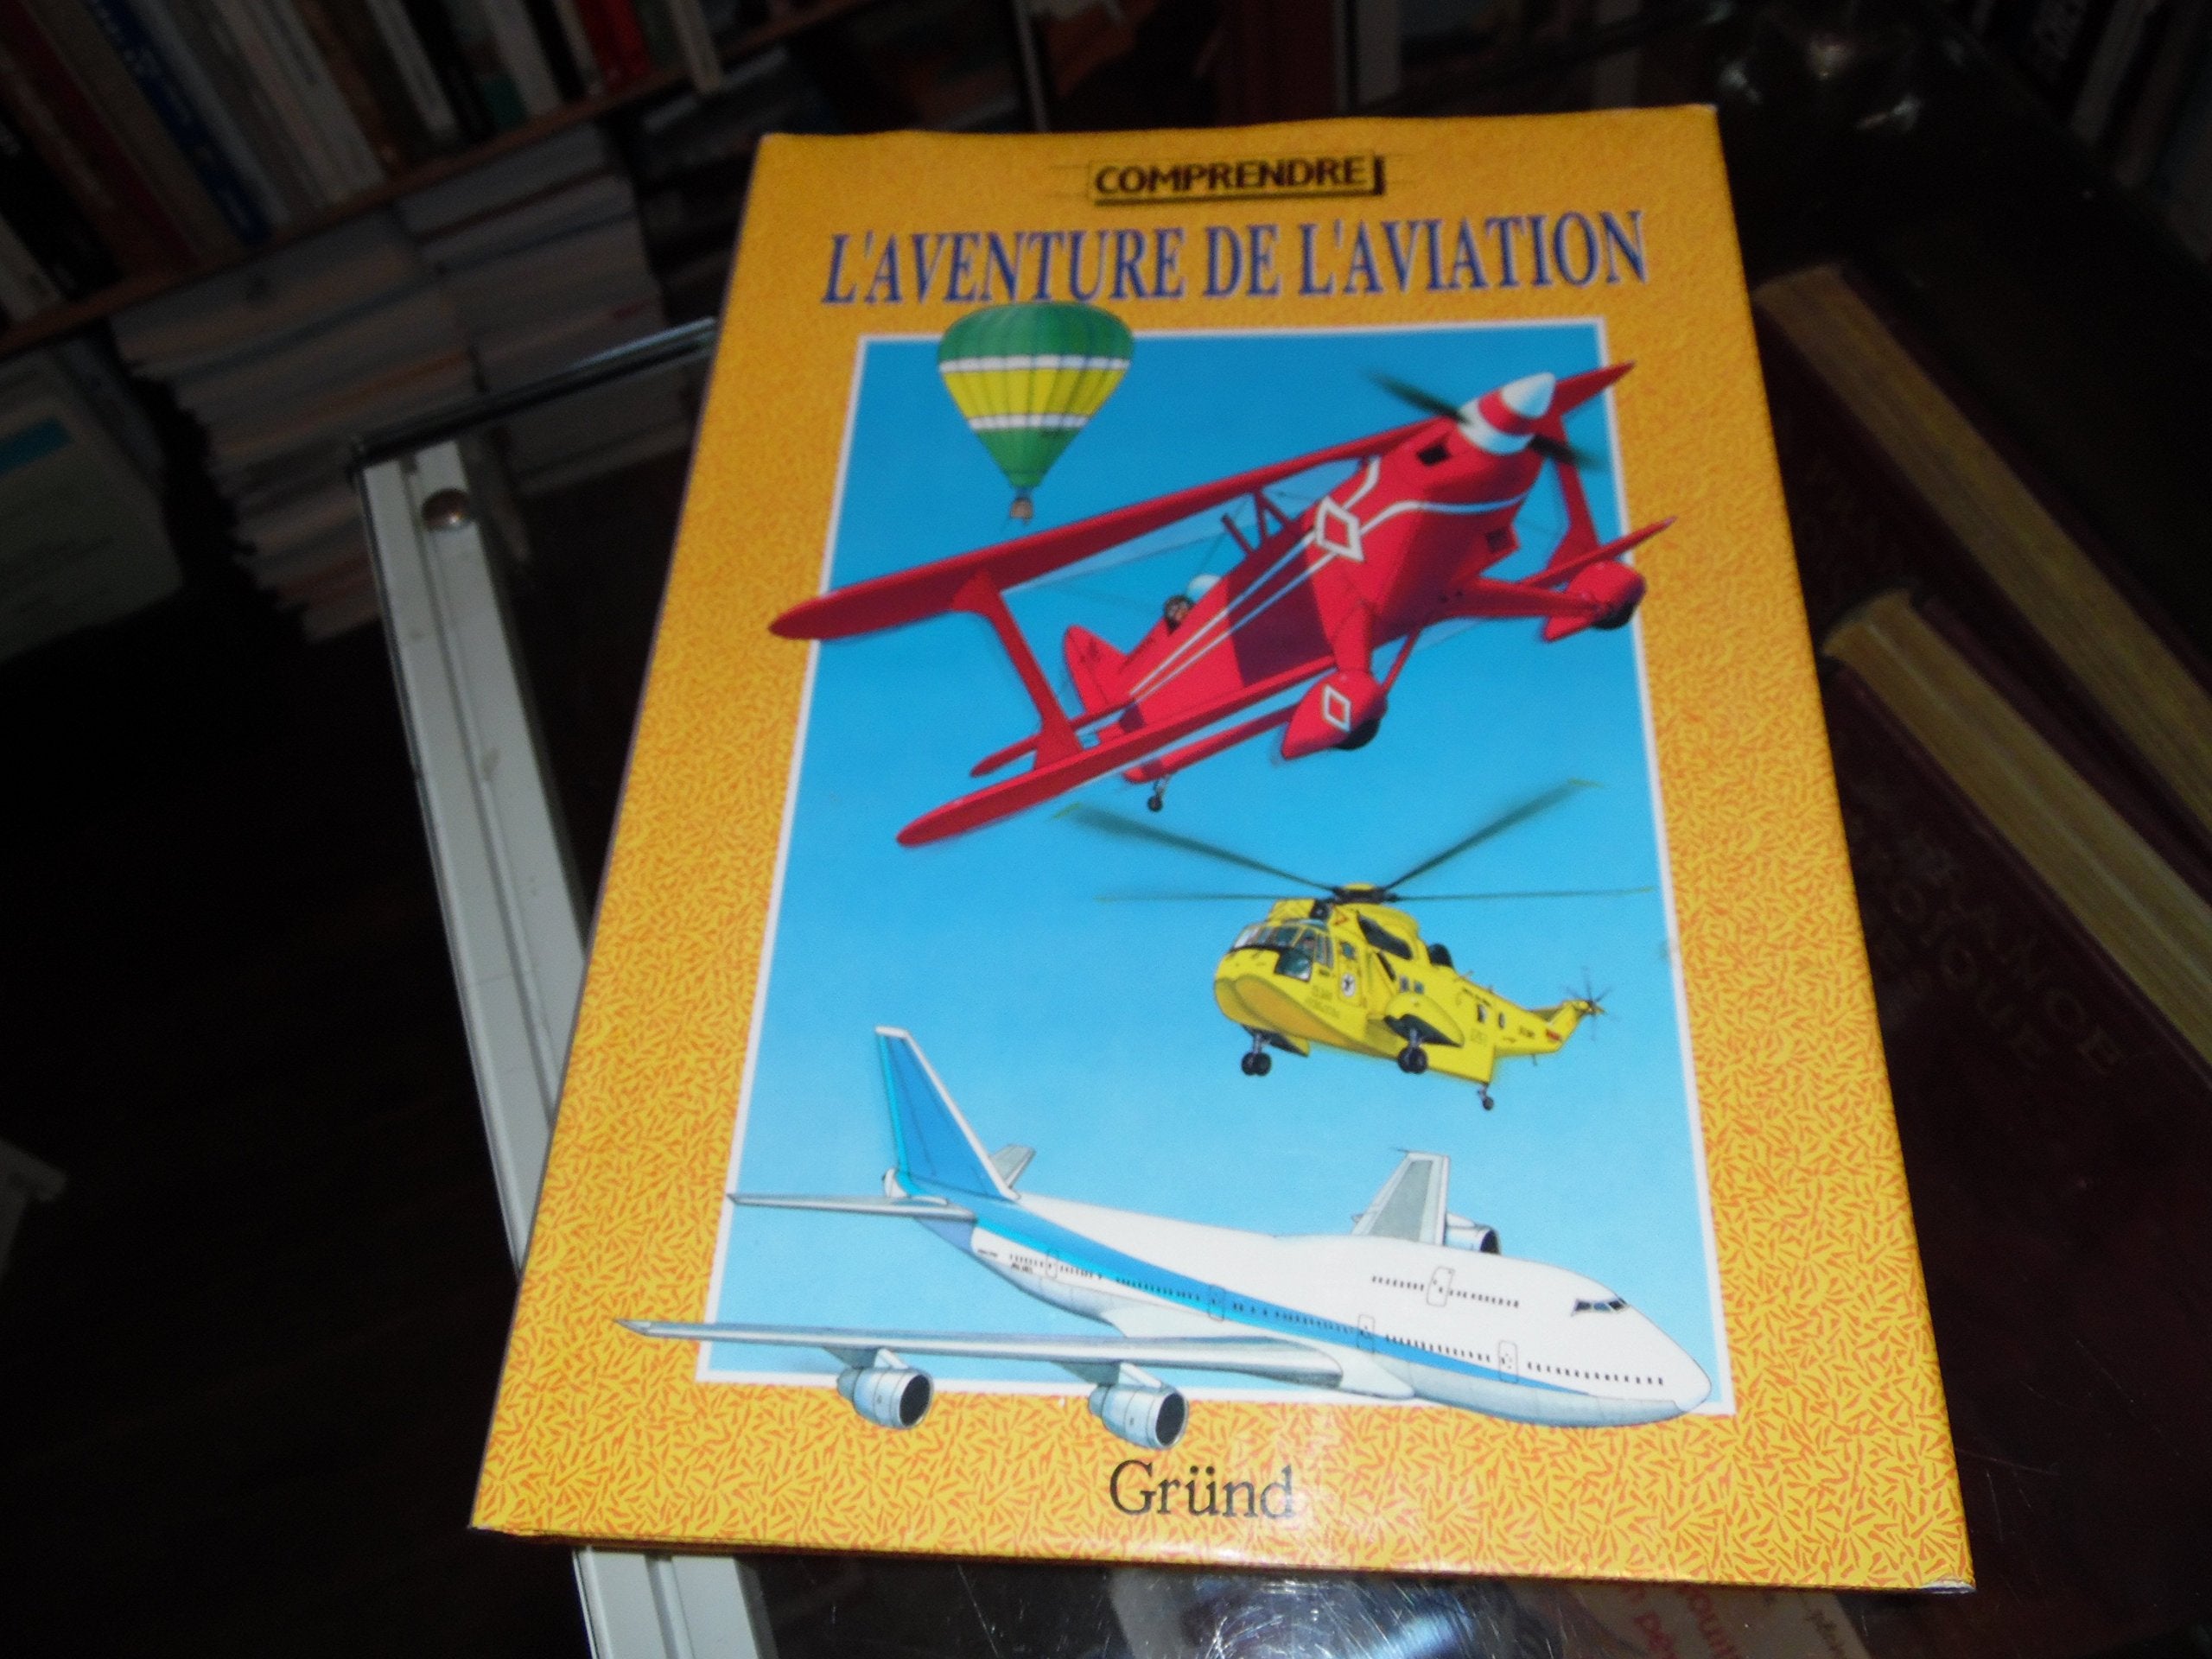 COMPRENDRE
L'AVENTURE DE L'AVIATION
Gründ